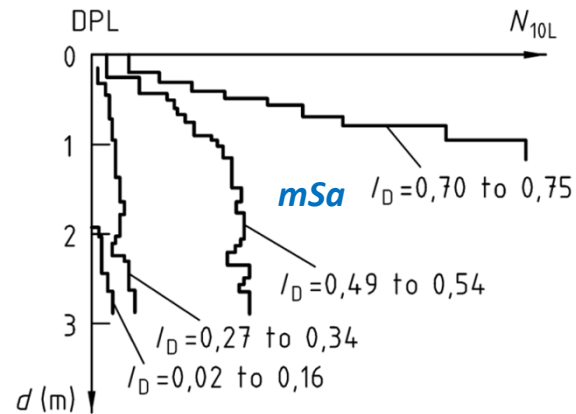 DPL N10L
0
1
mSa ID=0,70 to 0,75
2
ID=0,49 to 0,54
3
ID=0,27 to 0,34
d (m) ID=0,02 to 0,16